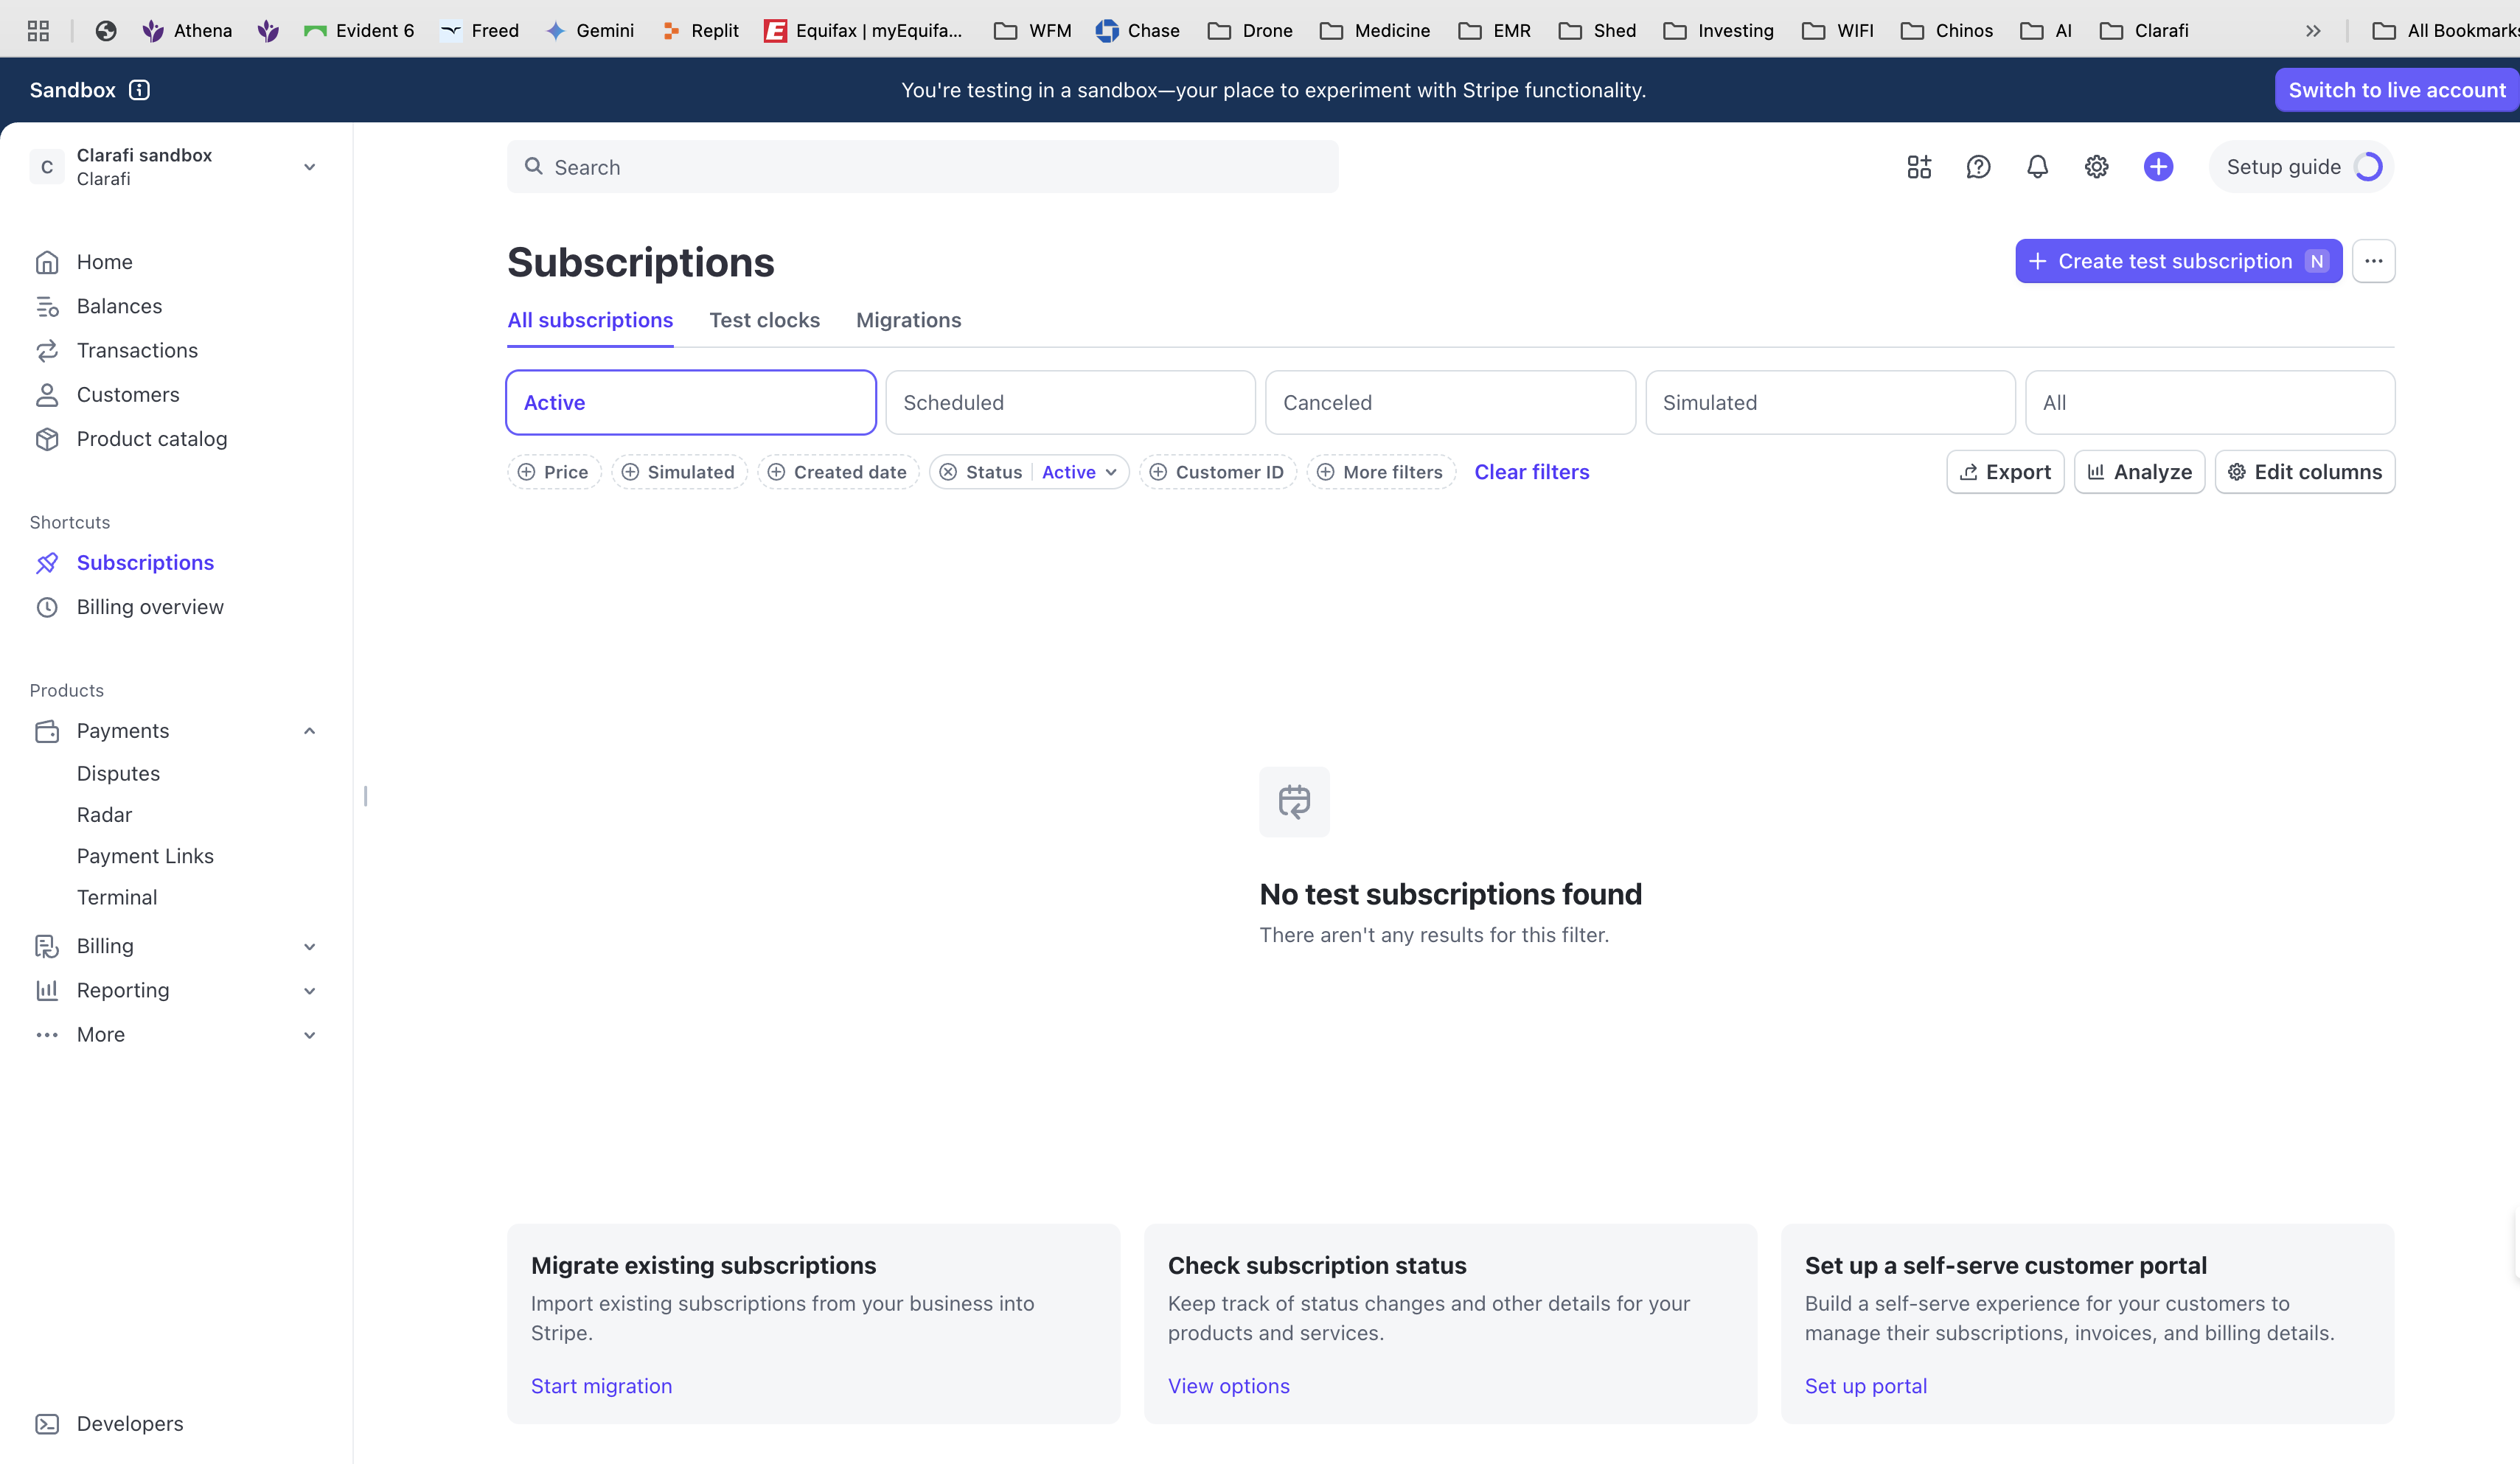 Athena
Evident 6
Freed
Gemini
Replit
E Equifax | myEquifa...
WFM
Chase
Drone
Medicine
EMR
Shed
Investing
WIFI
Chinos
AI
Clarafi
All Bookmarks
Sandbox
You're testing in a sandbox—your place to experiment with Stripe functionality.
Switch to live account
C
Clarafi sandbox
Clarafi
Search
Setup guide
Home
Balances
Transactions
Customers
Product catalog
Shortcuts
Subscriptions
Billing overview
Products
Payments
Disputes
Radar
Payment Links
Terminal
Billing
Reporting
More
Developers
Subscriptions
Create test subscription N
All subscriptions
Test clocks
Migrations
Active
Scheduled
Canceled
Simulated
All
Price
Simulated
Created date
Status | Active
Customer ID
More filters
Clear filters
Export
Analyze
Edit columns
No test subscriptions found
There aren't any results for this filter.
Migrate existing subscriptions
Import existing subscriptions from your business into
Stripe.
Start migration
Check subscription status
Keep track of status changes and other details for your
products and services.
View options
Set up a self-serve customer portal
Build a self-serve experience for your customers to
manage their subscriptions, invoices, and billing details.
Set up portal